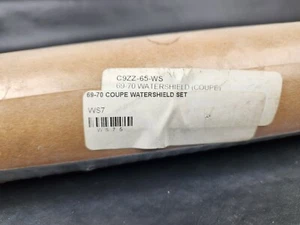 C9ZZ-65-WS
69-70 WATERSHIELD (COUPE)
69-70 COUPE WATERSHIELD SET
WS7